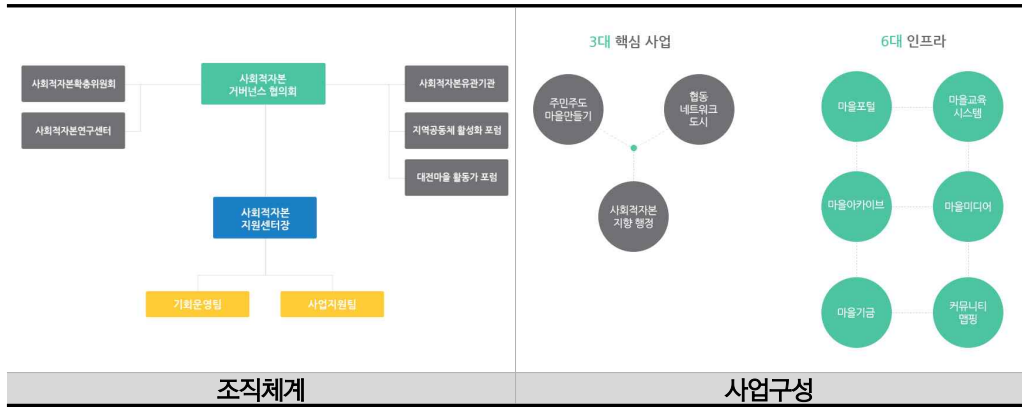 사회적자본
거버넌스 협의회
사회적자본확충위원회
사회적자본연구센터
사회적자본유관기관
지역공동체 활성화 포럼
대전마을 활동가 포럼
사회적자본
지원센터장
기회운영팀
사업지원팀
조직체계
3대 핵심 사업
주민주도
마을만들기
협동
네트워크
도시
사회적자본
지향 행정
6대 인프라
마을포털
마을교육
시스템
마을아카이브
마을미디어
마을기금
커뮤니티
맵핑
사업구성